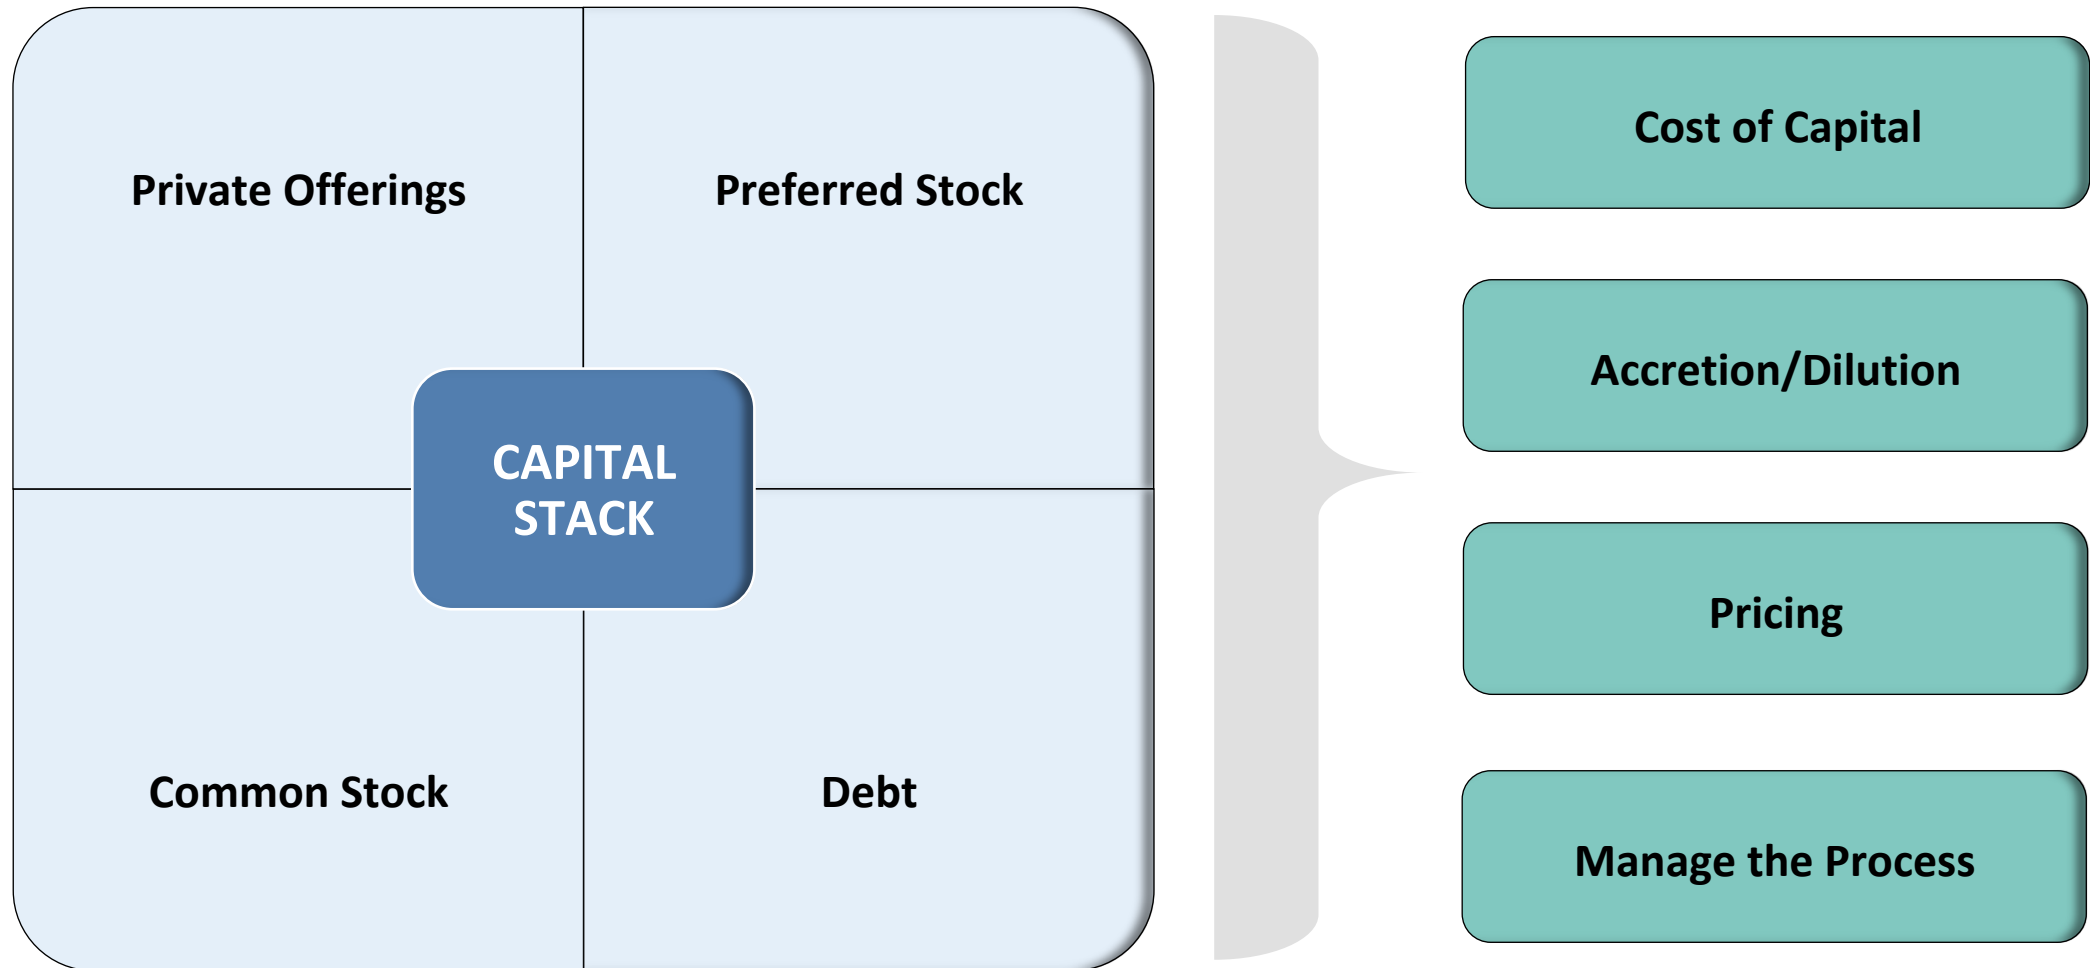 Private Offerings
Preferred Stock
CAPITAL
STACK
Common Stock
Debt
Cost of Capital
Accretion/Dilution
Pricing
Manage the Process